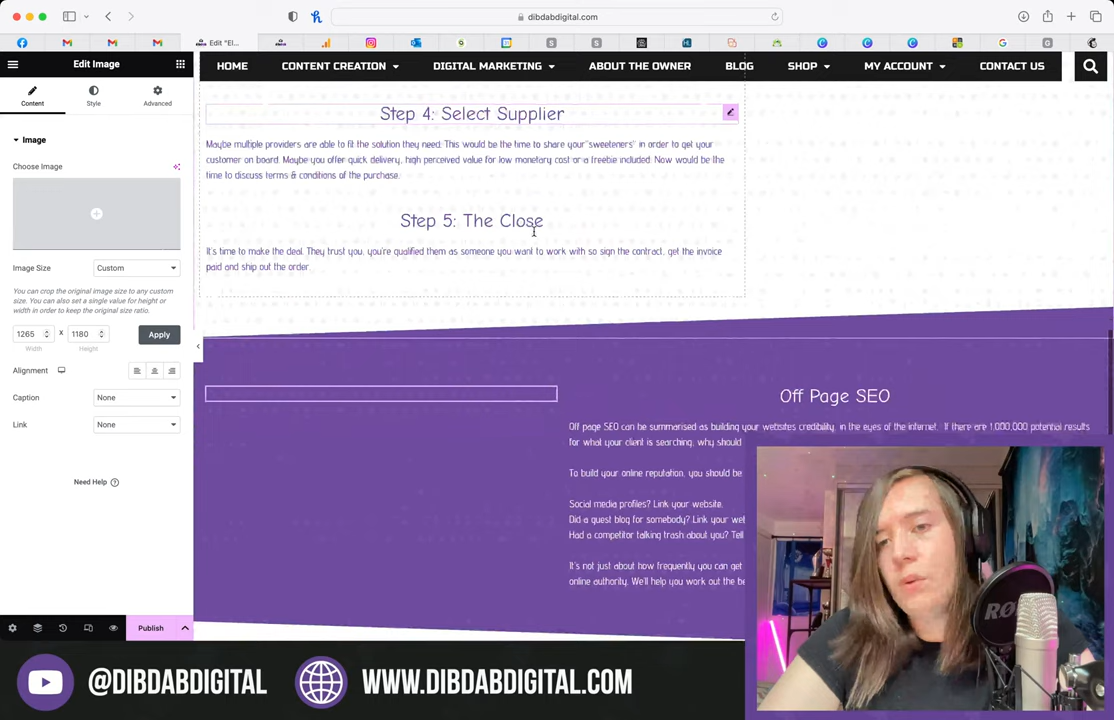 dibdabdigital.com
Edit "El...
Edit Image
HOME CONTENT CREATION DIGITAL MARKETING ABOUT THE OWNER BLOG SHOP MY ACCOUNT CONTACT US
Content Style Advanced
Image
Choose Image
Image Size Custom
You can crop the original image size to any custom
size. You can also set a single value for height or
width in order to keep the original size ratio.
1265 x 1180 Apply
Width Height
Alignment
Caption None
Link None
Need Help
Publish
Step 4: Select Supplier
Maybe multiple providers are able to fit the solution they need. This would be the time to share your "sweeteners" in order to get your
customer on board. Maybe you offer quick delivery, high perceived value for low monetary cost or a freebie included. Now would be the
time to discuss terms & conditions of the purchase.
Step 5: The Close
It's time to make the deal. They trust you, you're qualified them as someone you want to work with so sign the contract, get the invoice
paid and ship out the order.
Off Page SEO
Off page SEO can be summarised as building your websites credibility, in the eyes of the internet. If there are 1,000,000 potential results
for what your client is searching, why should
To build your online reputation, you should be
Social media profiles? Link your website.
Did a guest blog for somebody? Link your
Had a competitor talking trash about you? Tell
It's not just about how frequently you can get
online authority. We'll help you work out the
RØDE
@DIBDABDIGITAL WWW.DIBDABDIGITAL.COM